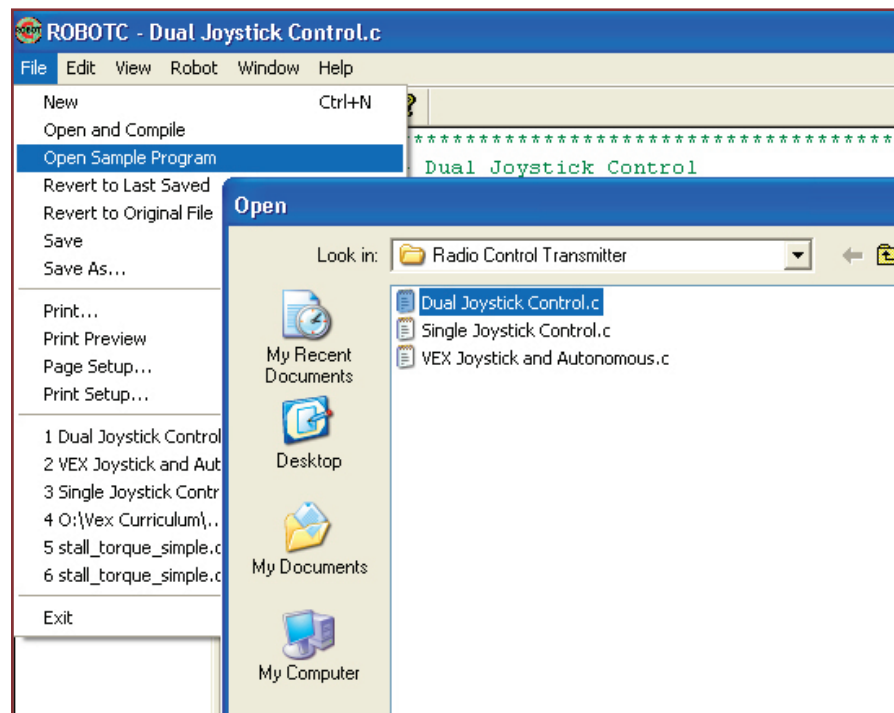 ROBOTC - Dual Joystick Control.c
File Edit View Robot Window Help
New Ctrl+N
Open and Compile
Open Sample Program
Revert to Last Saved
Revert to Original File
Save
Save As...
Print...
Print Preview
Page Setup...
Print Setup...
1 Dual Joystick Control
2 VEX Joystick and Aut
3 Single Joystick Contr
4 O:\Vex Curriculum\..
5 stall_torque_simple.c
6 stall_torque_simple.c
Exit
?
************************************
Dual Joystick Control
Open
Look in: Radio Control Transmitter
My Recent
Documents
Desktop
My Documents
My Computer
Dual Joystick Control.c
Single Joystick Control.c
VEX Joystick and Autonomous.c